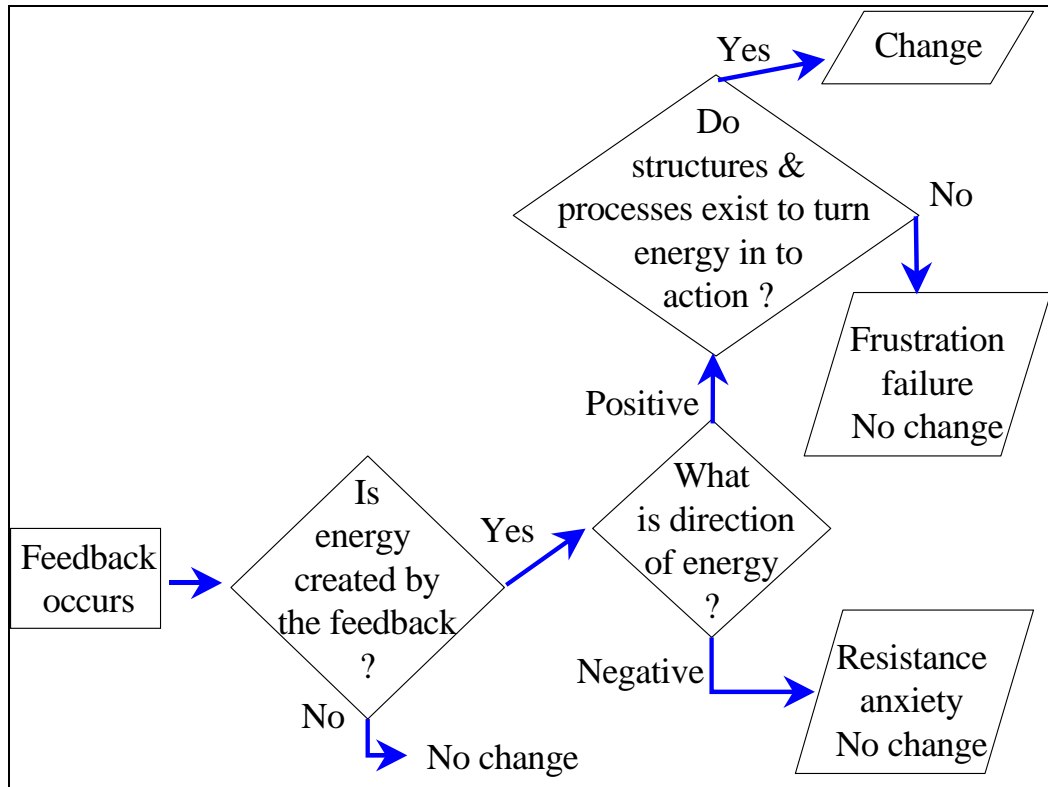 Feedback
occurs
Is
energy
created by
the feedback
?
No
No change
Yes
What
is direction
of energy
?
Negative
Resistance
anxiety
No change
Positive
Do
structures &
processes exist to turn
energy in to
action ?
No
Frustration
failure
No change
Yes
Change